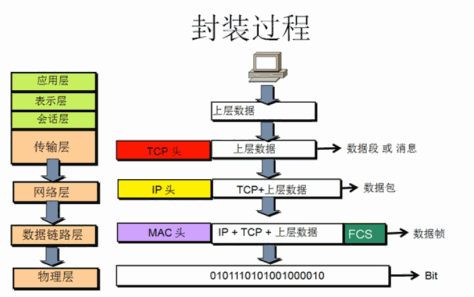 封装过程
应用层
表示层
会话层
上层数据
传输层
TCP 头
上层数据
数据段 或 消息
网络层
IP 头
TCP+上层数据
数据包
数据链路层
MAC 头
IP + TCP + 上层数据
FCS
数据帧
物理层
0101110101001000010
Bit